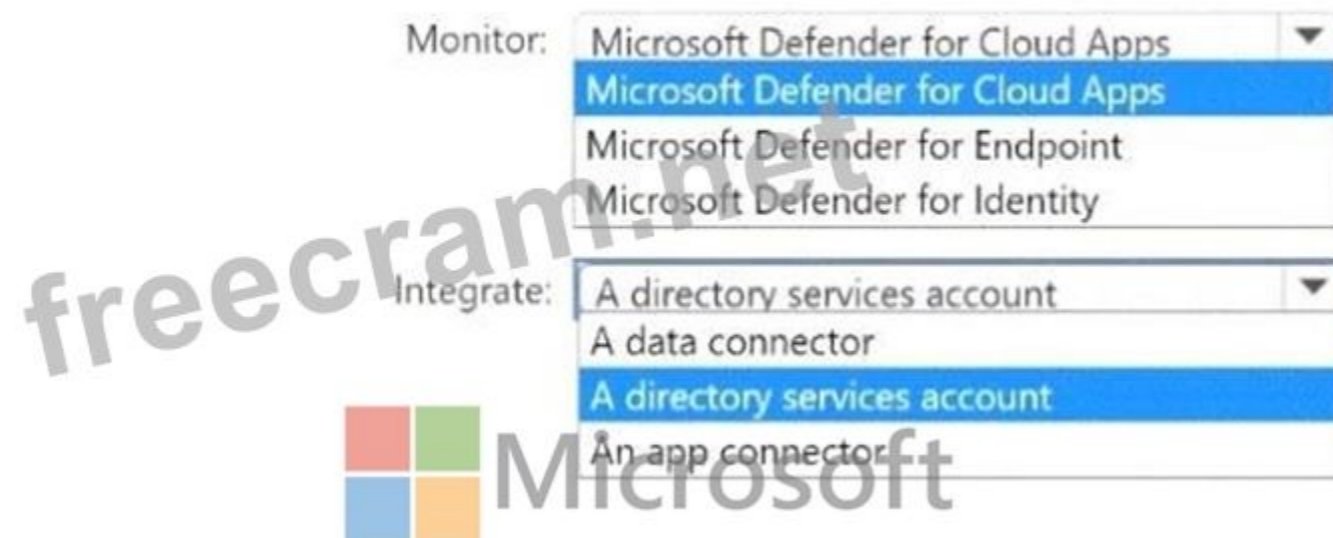 Monitor: Microsoft Defender for Cloud Apps
Microsoft Defender for Cloud Apps
Microsoft Defender for Endpoint
Microsoft Defender for Identity
freecram.net
Integrate: A directory services account
A data connector
A directory services account
An app connector
Microsoft